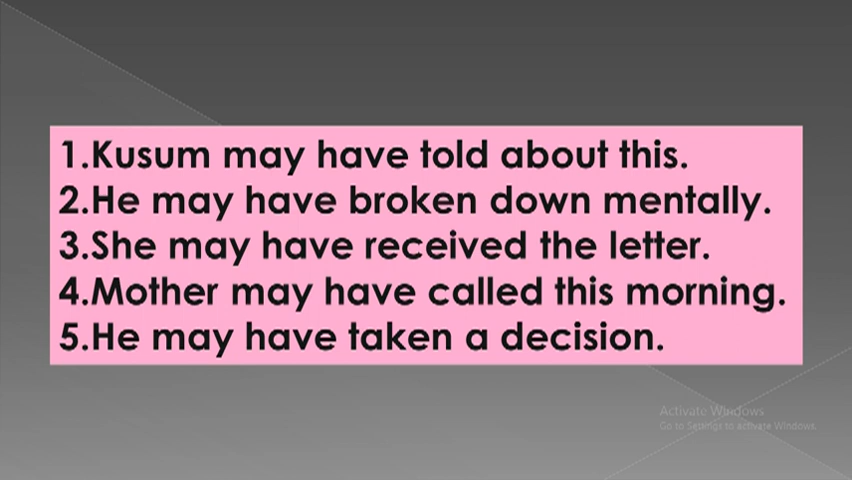 1.Kusum may have told about this.
2.He may have broken down mentally.
3.She may have received the letter.
4.Mother may have called this morning.
5.He may have taken a decision.
Activate Windows
Go to Settings to activate Windows.